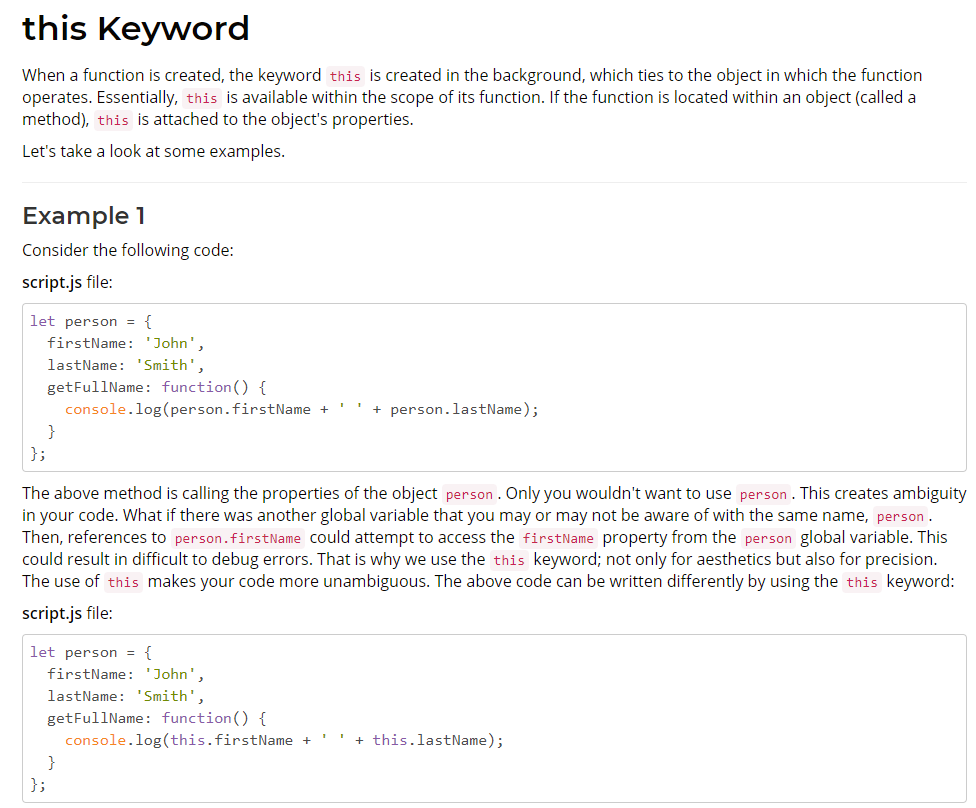 this Keyword
When a function is created, the keyword this is created in the background, which ties to the object in which the function
operates. Essentially, this is available within the scope of its function. If the function is located within an object (called a
method), this is attached to the object's properties.
Let's take a look at some examples.
Example 1
Consider the following code:
script.js file:
let person = {
  firstName: 'John',
  lastName: 'Smith',
  getFullName: function() {
    console.log(person.firstName + ' ' + person.lastName);
  }
};
The above method is calling the properties of the object person. Only you wouldn't want to use person. This creates ambiguity
in your code. What if there was another global variable that you may or may not be aware of with the same name, person.
Then, references to person.firstName could attempt to access the firstName property from the person global variable. This
could result in difficult to debug errors. That is why we use the this keyword; not only for aesthetics but also for precision.
The use of this makes your code more unambiguous. The above code can be written differently by using the this keyword:
script.js file:
let person = {
  firstName: 'John',
  lastName: 'Smith',
  getFullName: function() {
    console.log(this.firstName + ' ' + this.lastName);
  }
};